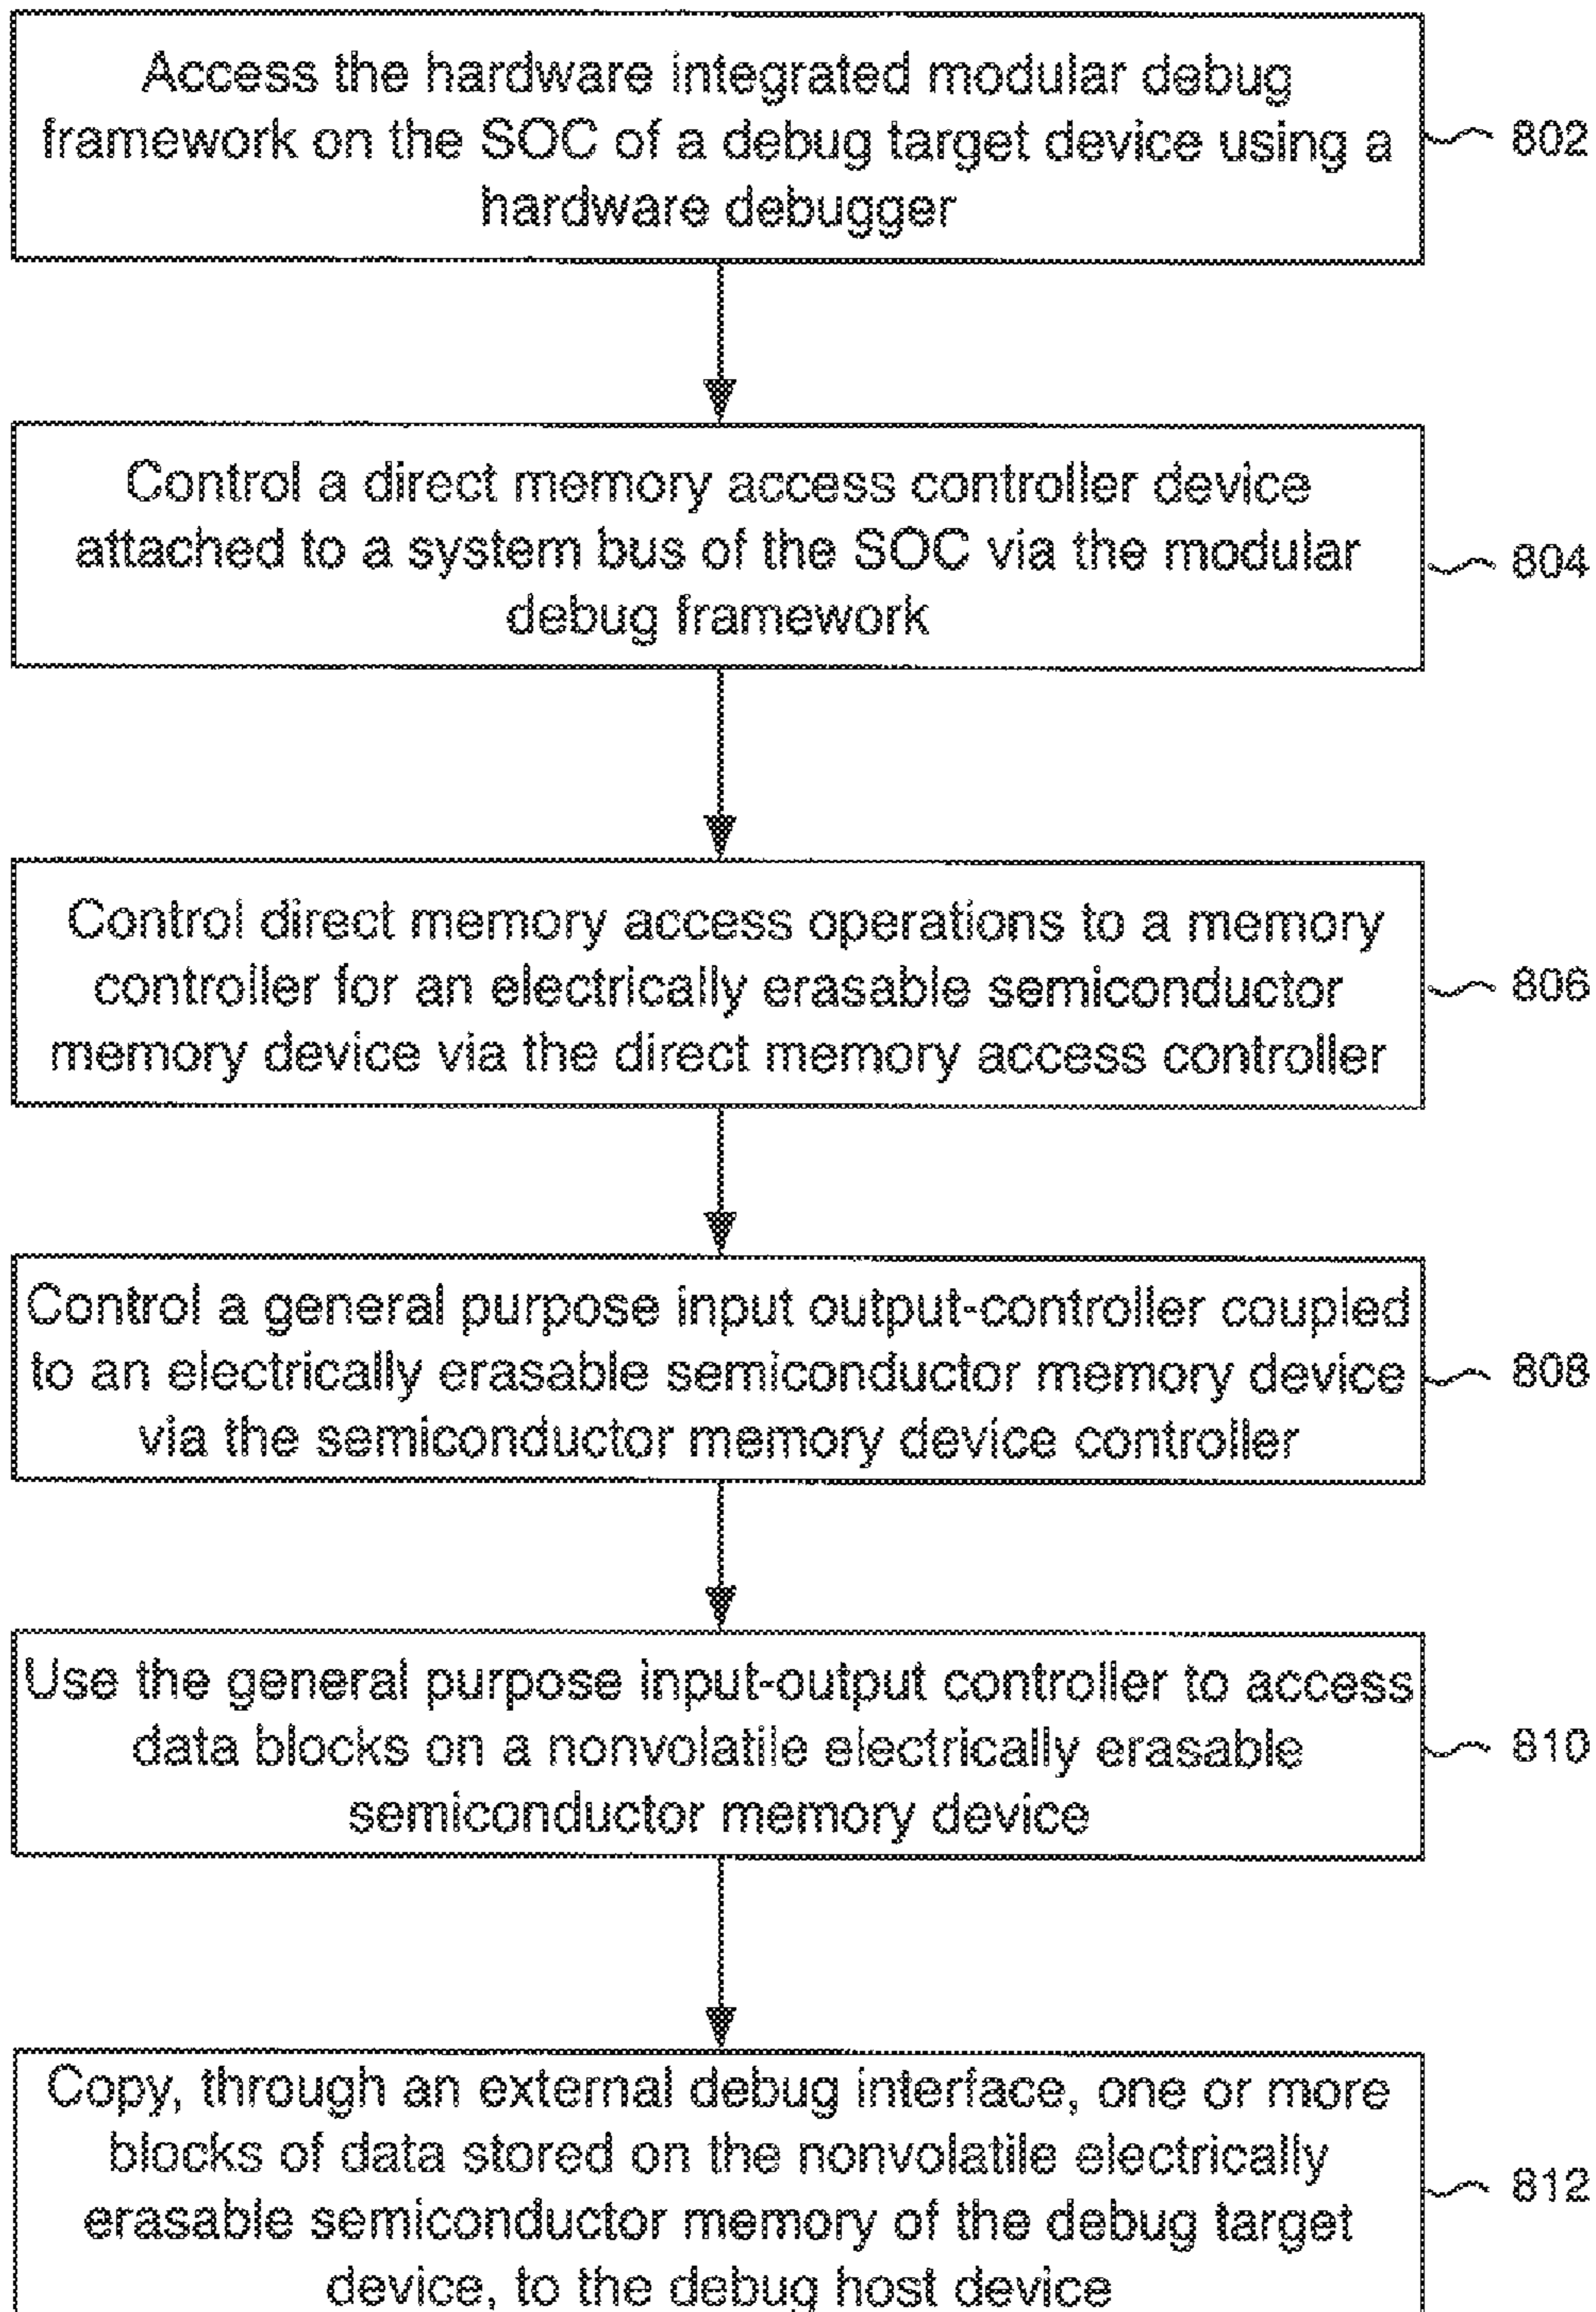 Access the hardware integrated modular debug
framework on the SOC of a debug target device using a
hardware debugger
802
Control a direct memory access controller device
attached to a system bus of the SOC via the modular
debug framework
804
Control direct memory access operations to a memory
controller for an electrically erasable semiconductor
memory device via the direct memory access controller
806
Control a general purpose input output-controller coupled
to an electrically erasable semiconductor memory device
via the semiconductor memory device controller
808
Use the general purpose input-output controller to access
data blocks on a nonvolatile electrically erasable
semiconductor memory device
810
Copy, through an external debug interface, one or more
blocks of data stored on the nonvolatile electrically
erasable semiconductor memory of the debug target
device, to the debug host device
812